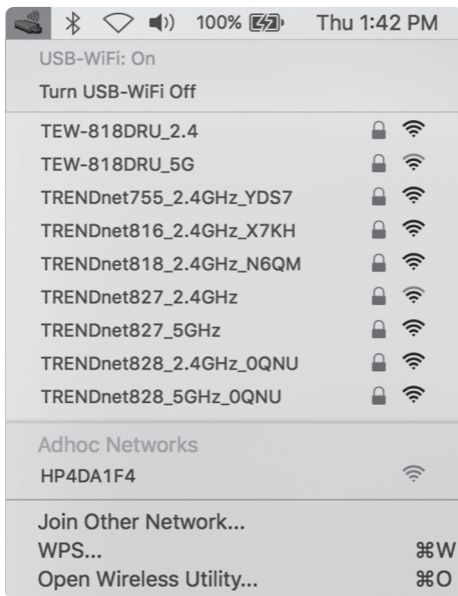 100% Thu 1:42 PM
USB-WiFi: On
Turn USB-WiFi Off
TEW-818DRU_2.4
TEW-818DRU_5G
TRENDnet755_2.4GHz_YDS7
TRENDnet816_2.4GHz_X7KH
TRENDnet818_2.4GHz_N6QM
TRENDnet827_2.4GHz
TRENDnet827_5GHz
TRENDnet828_2.4GHz_0QNU
TRENDnet828_5GHz_0QNU
Adhoc Networks
HP4DA1F4
Join Other Network...
WPS... ⌘W
Open Wireless Utility... ⌘O